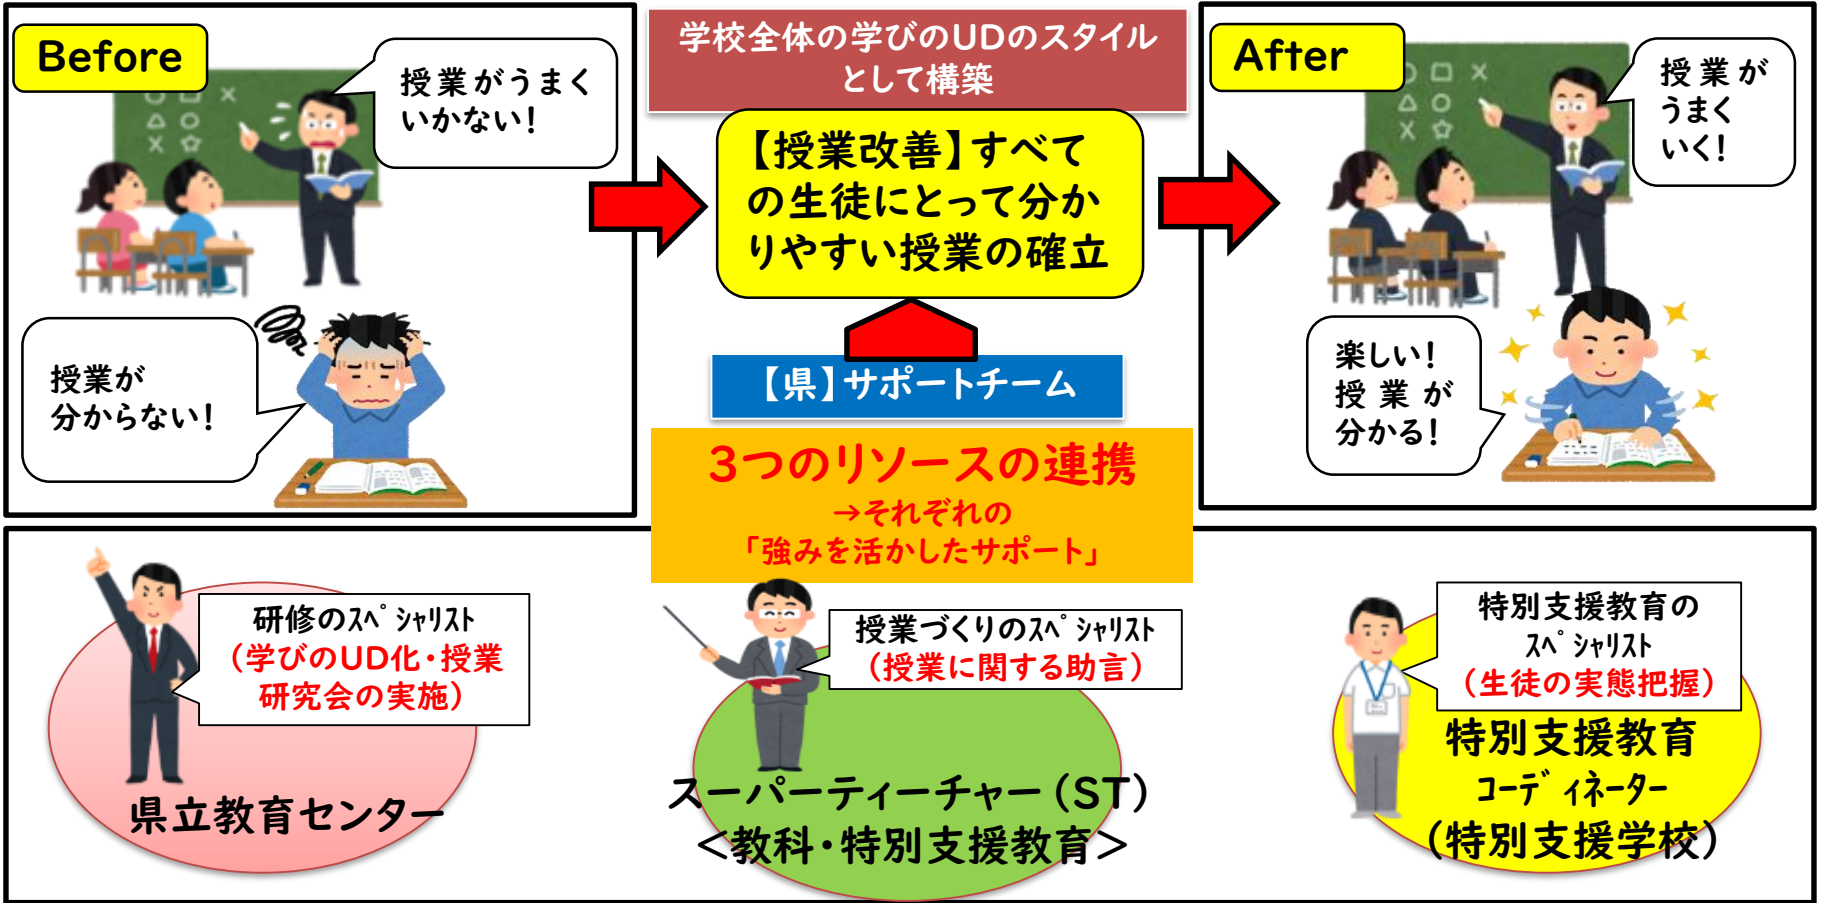 Before
授業がうまく
いかない！
授業が
分からない！
学校全体の学びのUDのスタイル
として構築
【授業改善】すべて
の生徒にとって分か
りやすい授業の確立
【県】サポートチーム
3つのリソースの連携
→それぞれの
「強みを活かしたサポート」
After
授業が
うまく
いく！
楽しい！
授業が
分かる！
研修のｽﾍﾟｼｬﾘｽﾄ
（学びのUD化・授業
研究会の実施）
県立教育センター
授業づくりのｽﾍﾟｼｬﾘｽﾄ
（授業に関する助言）
スーパーティーチャー（ST）
＜教科・特別支援教育＞
特別支援教育の
ｽﾍﾟｼｬﾘｽﾄ
（生徒の実態把握）
特別支援教育
ｺｰﾃﾞｨﾈｰﾀｰ
（特別支援学校）